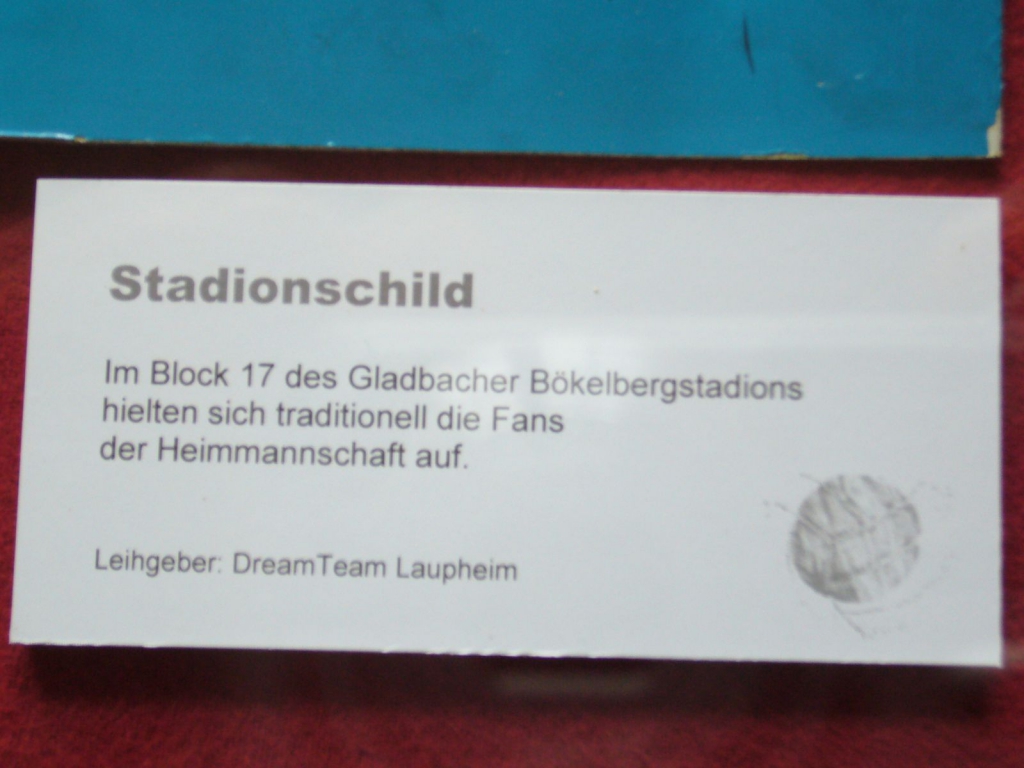 Stadionschild
Im Block 17 des Gladbacher Bökelbergstadions
hielten sich traditionell die Fans
der Heimmannschaft auf.
Leihgeber: DreamTeam Laupheim